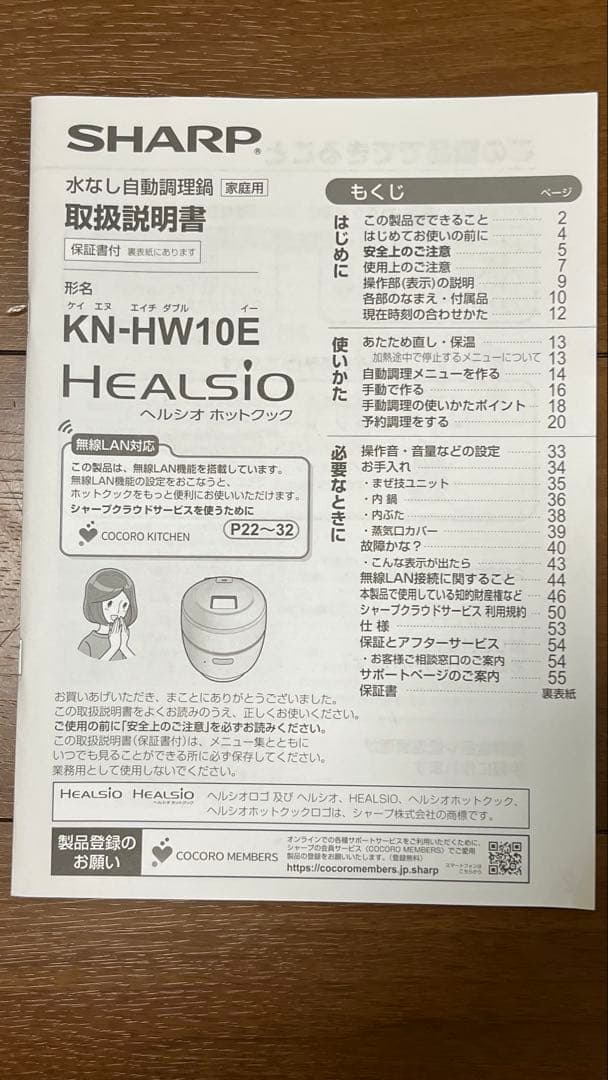 SHARP®
水なし自動調理鍋 家庭用
取扱説明書
保証書付 裏表紙にあります
形名
ケイ エヌ エイチ ダブル イー
KN-HW10E
HEALSIO
ヘルシオ ホットクック
無線LAN対応
この製品は、無線LAN機能を搭載しています。
無線LAN機能の設定をおこなうと、
ホットクックをもっと便利にお使いいただけます。
シャープクラウドサービスを使うために
COCORO KITCHEN P22〜32
お買いあげいただき、まことにありがとうございました。
この取扱説明書をよくお読みのうえ、正しくお使いください。
ご使用の前に「安全上のご注意」を必ずお読みください。
この取扱説明書(保証書付)は、メニュー集とともに
いつでも見ることができる所に必ず保存してください。
業務用として使用しないでください。
もくじ ページ
はじめに
この製品でできること 2
はじめてお使いの前に 4
安全上のご注意 5
使用上のご注意 7
操作部(表示)の説明 9
各部のなまえ・付属品 10
現在時刻の合わせかた 12
使いかた
あたため直し・保温 13
加熱途中で停止するメニューについて 13
自動調理メニューを作る 14
手動で作る 16
手動調理の使いかたポイント 18
予約調理をする 20
必要なときに
操作音・音量などの設定 33
お手入れ 34
・まぜ技ユニット 35
・内鍋 36
・内ぶた 38
・蒸気口カバー 39
故障かな? 40
・こんな表示が出たら 43
無線LAN接続に関すること 44
本製品で使用している知的財産権など 46
シャープクラウドサービス 利用規約 50
仕様 53
保証とアフターサービス 54
・お客様ご相談窓口のご案内 54
サポートページのご案内 55
保証書 裏表紙
HEALSIO HEALSIO ヘルシオ ホットクック
ヘルシオロゴ 及び ヘルシオ、HEALSIO、ヘルシオホットクック、
ヘルシオホットクックロゴは、シャープ株式会社の商標です。
製品登録の
お願い
COCORO MEMBERS
オンラインでの各種サポートサービスをご利用いただくために、
シャープの会員サービス〈COCORO MEMBERS〉でご愛用
製品の登録をお願いいたします。(登録無料)
https://cocoromembers.jp.sharp
スマートフォンは
こちらから